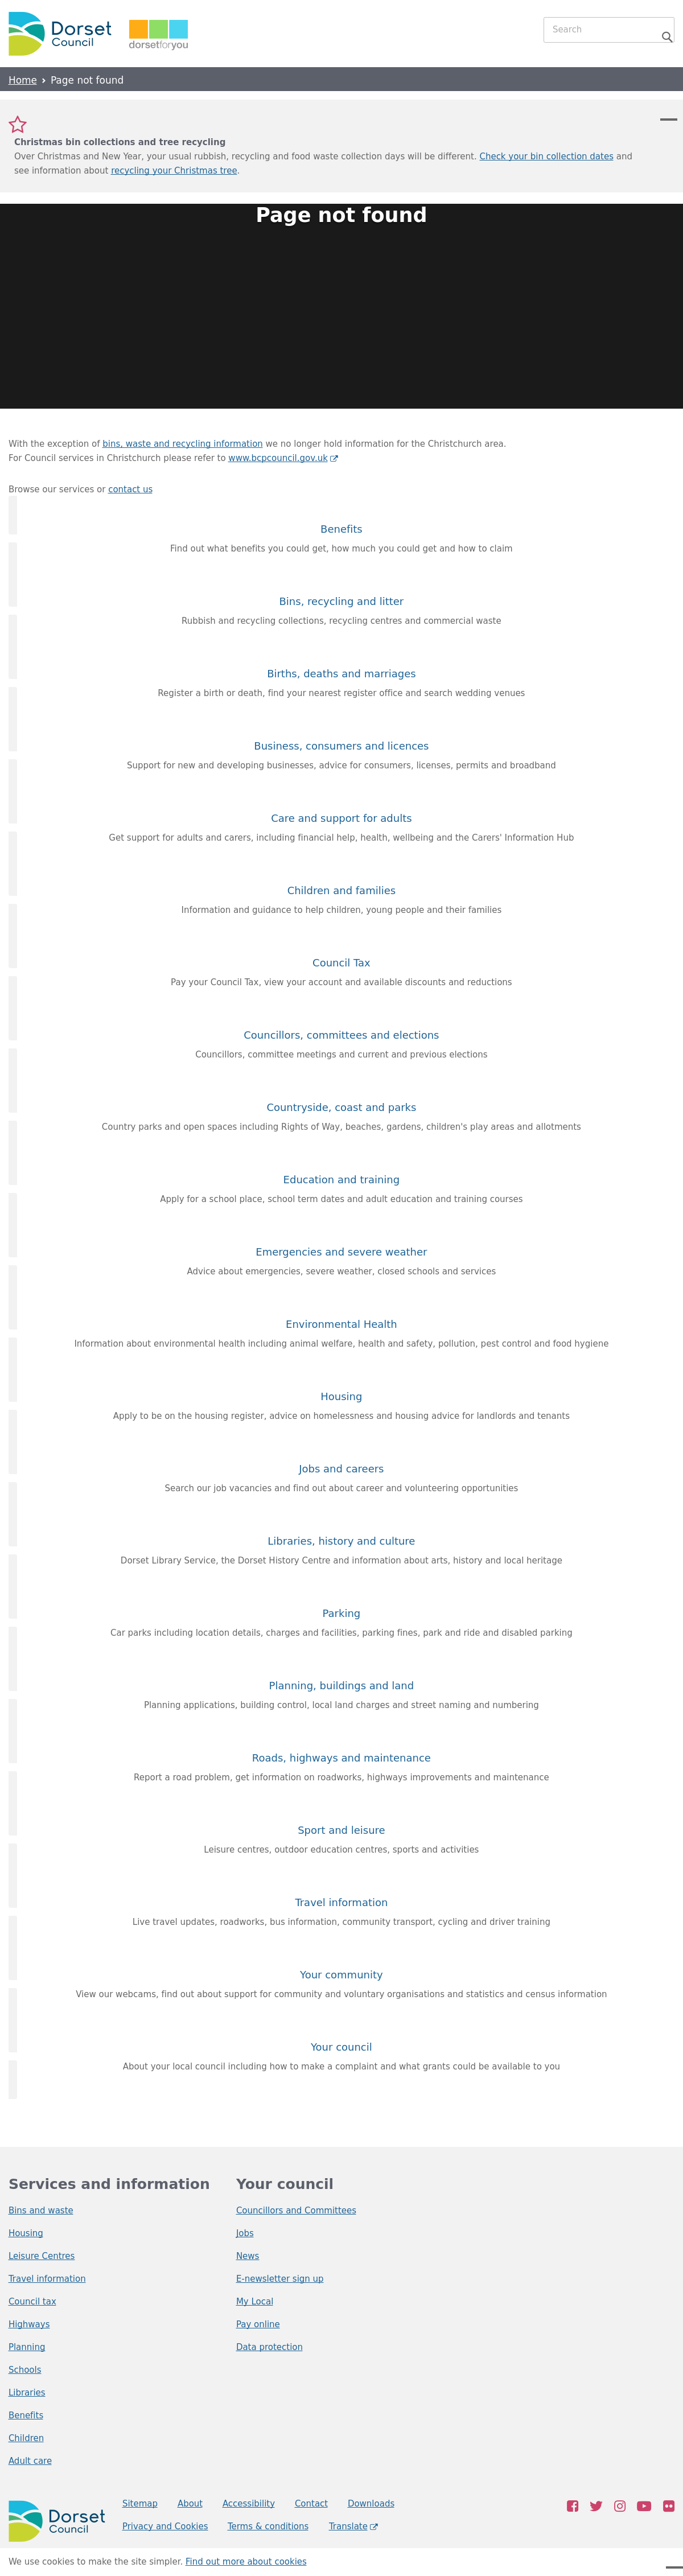 Dorset
Council
dorsetforyou
Search
Home › Page not found
Christmas bin collections and tree recycling
Over Christmas and New Year, your usual rubbish, recycling and food waste collection days will be different. Check your bin collection dates and
see information about recycling your Christmas tree.
Page not found
With the exception of bins, waste and recycling information we no longer hold information for the Christchurch area.
For Council services in Christchurch please refer to www.bcpcouncil.gov.uk
Browse our services or contact us
Benefits
Find out what benefits you could get, how much you could get and how to claim
Bins, recycling and litter
Rubbish and recycling collections, recycling centres and commercial waste
Births, deaths and marriages
Register a birth or death, find your nearest register office and search wedding venues
Business, consumers and licences
Support for new and developing businesses, advice for consumers, licenses, permits and broadband
Care and support for adults
Get support for adults and carers, including financial help, health, wellbeing and the Carers' Information Hub
Children and families
Information and guidance to help children, young people and their families
Council Tax
Pay your Council Tax, view your account and available discounts and reductions
Councillors, committees and elections
Councillors, committee meetings and current and previous elections
Countryside, coast and parks
Country parks and open spaces including Rights of Way, beaches, gardens, children's play areas and allotments
Education and training
Apply for a school place, school term dates and adult education and training courses
Emergencies and severe weather
Advice about emergencies, severe weather, closed schools and services
Environmental Health
Information about environmental health including animal welfare, health and safety, pollution, pest control and food hygiene
Housing
Apply to be on the housing register, advice on homelessness and housing advice for landlords and tenants
Jobs and careers
Search our job vacancies and find out about career and volunteering opportunities
Libraries, history and culture
Dorset Library Service, the Dorset History Centre and information about arts, history and local heritage
Parking
Car parks including location details, charges and facilities, parking fines, park and ride and disabled parking
Planning, buildings and land
Planning applications, building control, local land charges and street naming and numbering
Roads, highways and maintenance
Report a road problem, get information on roadworks, highways improvements and maintenance
Sport and leisure
Leisure centres, outdoor education centres, sports and activities
Travel information
Live travel updates, roadworks, bus information, community transport, cycling and driver training
Your community
View our webcams, find out about support for community and voluntary organisations and statistics and census information
Your council
About your local council including how to make a complaint and what grants could be available to you
Services and information
Bins and waste
Housing
Leisure Centres
Travel information
Council tax
Highways
Planning
Schools
Libraries
Benefits
Children
Adult care
Your council
Councillors and Committees
Jobs
News
E-newsletter sign up
My Local
Pay online
Data protection
Dorset
Council
Sitemap About Accessibility Contact Downloads
Privacy and Cookies Terms & conditions Translate
We use cookies to make the site simpler. Find out more about cookies